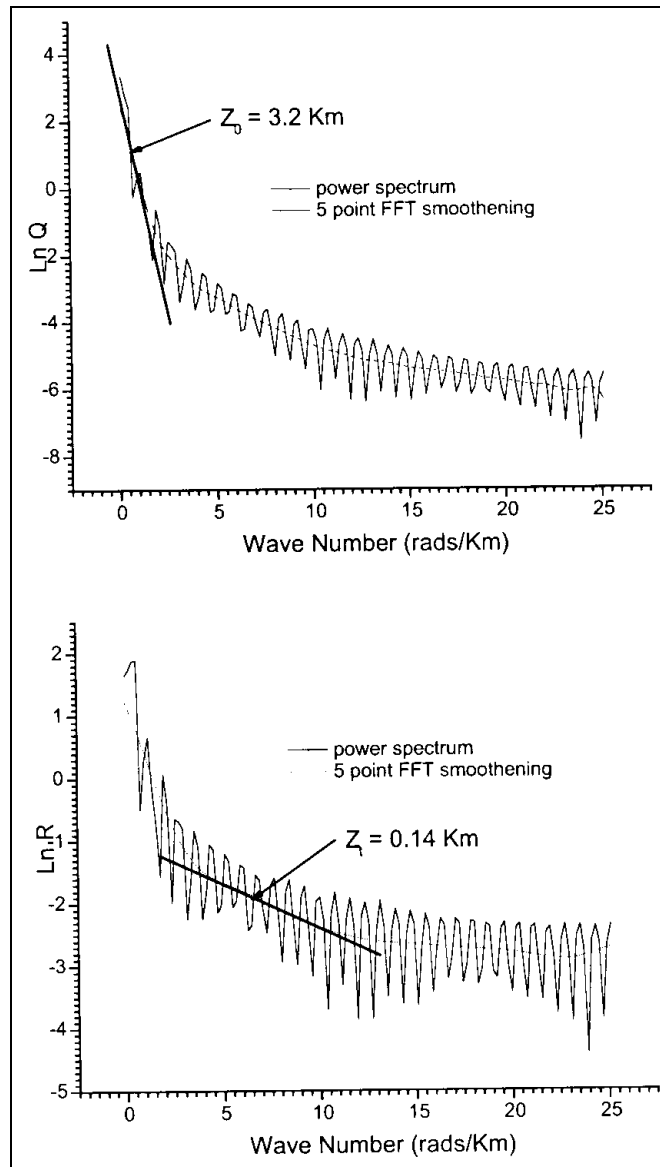 4
2
0
-2
-4
-6
-8
Ln Q
Z₀ = 3.2 Km
power spectrum
5 point FFT smoothening
0 5 10 15 20 25
Wave Number (rads/Km)
2
1
0
-1
-2
-3
-4
-5
Ln R
power spectrum
5 point FFT smoothening
Zₜ = 0.14 Km
0 5 10 15 20 25
Wave Number (rads/Km)